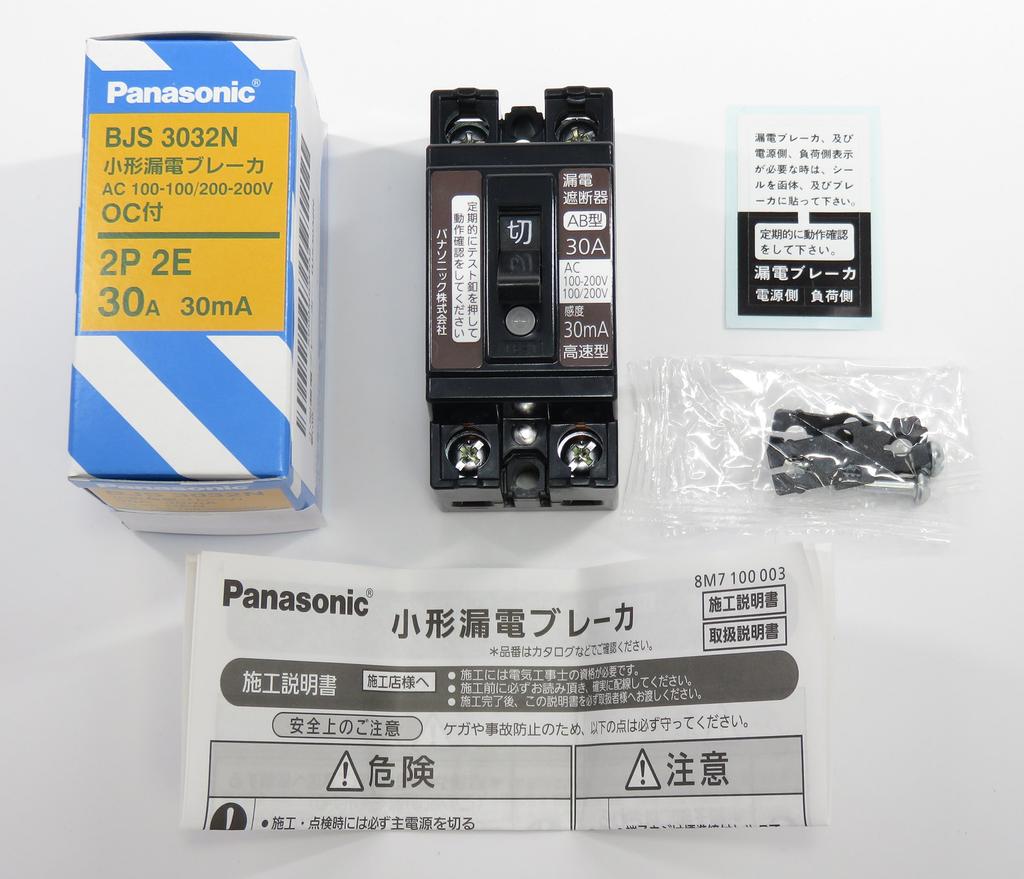 Panasonic®
BJS 3032N
小形漏電ブレーカ
AC 100-100/200-200V
OC付
2P 2E
30A 30mA
BJS 3032N
パナソニック株式会社
定期的にテスト釦を押して
動作確認をしてください
切
漏電
遮断器
AB型
30A
AC
100-200V
100/200V
感度
30mA
高速型
漏電ブレーカ、及び
電源側、負荷側表示
が必要な時は、シー
ルを函体、及びブレ
ーカに貼って下さい。
定期的に動作確認
をして下さい。
漏電ブレーカ
電源側 負荷側
Panasonic®
小形漏電ブレーカ
8M7 100 003
施工説明書
取扱説明書
*品番はカタログなどでご確認ください。
施工説明書 施工店様へ
• 施工には電気工事士の資格が必要です。
• 施工前に必ずお読み頂き、確実に配線してください。
• 施工完了後、この説明書を必ず取扱者様へお渡しください。
安全上のご注意 ケガや事故防止のため、以下の点は必ず守ってください。
危険
注意
• 施工・点検時には必ず主電源を切る